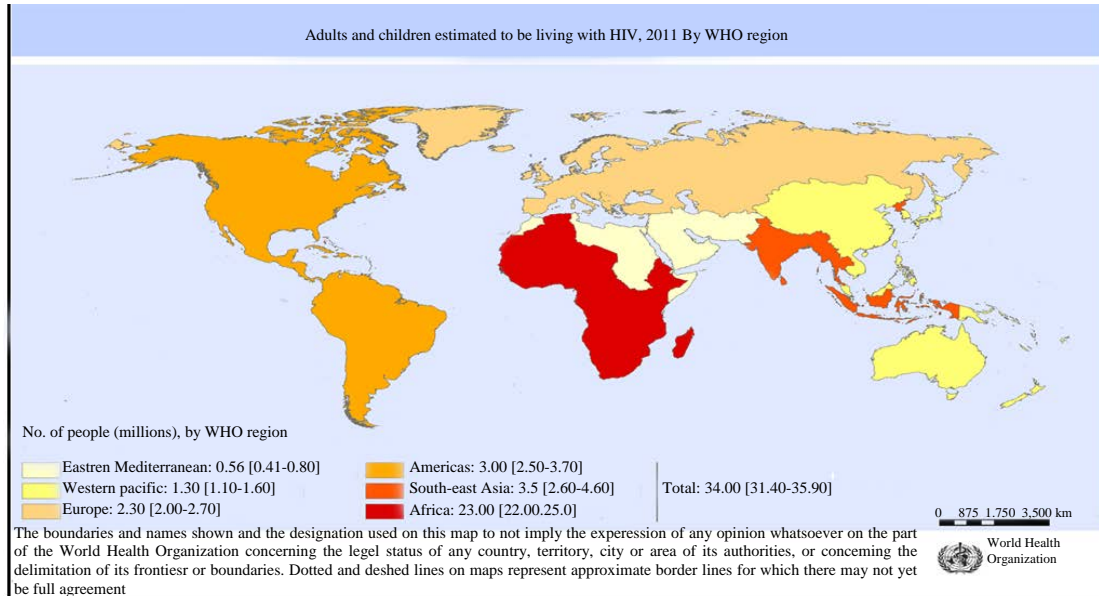 Adults and children estimated to be living with HIV, 2011 By WHO region
No. of people (millions), by WHO region
Eastren Mediterranean: 0.56 [0.41-0.80]
Western pacific: 1.30 [1.10-1.60]
Europe: 2.30 [2.00-2.70]
Americas: 3.00 [2.50-3.70]
South-east Asia: 3.5 [2.60-4.60]
Africa: 23.00 [22.00.25.0]
Total: 34.00 [31.40-35.90]
0 875 1.750 3,500 km
The boundaries and names shown and the designation used on this map to not imply the experession of any opinion whatsoever on the part
of the World Health Organization concerning the legel status of any country, territory, city or area of its authorities, or conceming the
delimitation of its frontiesr or boundaries. Dotted and deshed lines on maps represent approximate border lines for which there may not yet
be full agreement
World Health
Organization